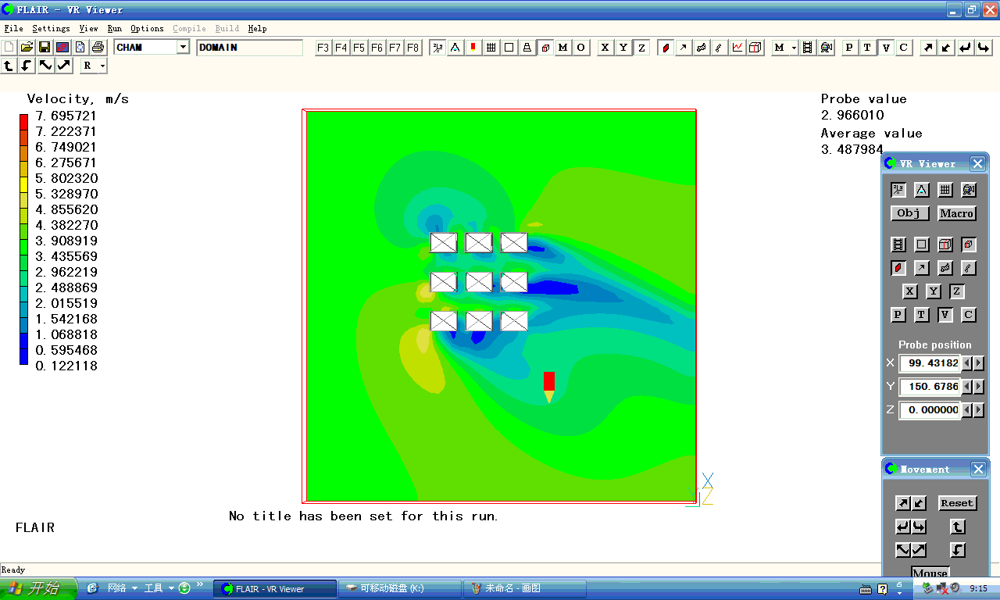 FLAIR - VR Viewer
File Settings View Run Options Compile Build Help
CHAM DOMAIN F3 F4 F5 F6 F7 F8 M O X Y Z M P T V C
R
Velocity, m/s
7.695721
7.222371
6.749021
6.275671
5.802320
5.328970
4.855620
4.382270
3.908919
3.435569
2.962219
2.488869
2.015519
1.542168
1.068818
0.595468
0.122118
Probe value
2.966010
Average value
3.487984
VR Viewer
Obj Macro
X Y Z
P T V C
Probe position
X 99.43182
Y 150.6786
Z 0.000000
X
Y Z
Movement
Reset
Mouse
No title has been set for this run.
FLAIR
Ready
开始 网络 工具 » FLAIR - VR Viewer 可移动磁盘 (K:) 未命名 - 画图 9:15